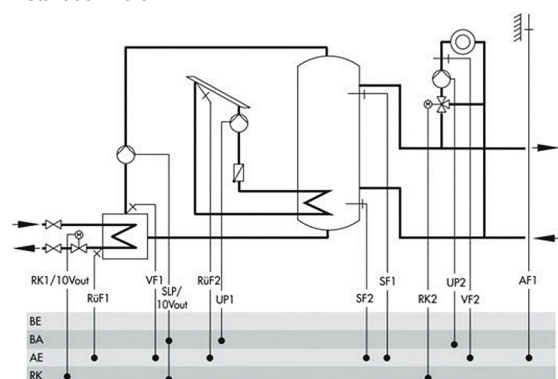 RK1/10Vout
RüF1
VF1
SLP/
10Vout
RüF2
UP1
SF2
SF1
RK2
UP2
VF2
AF1
M
M
BE
BA
AE
RK